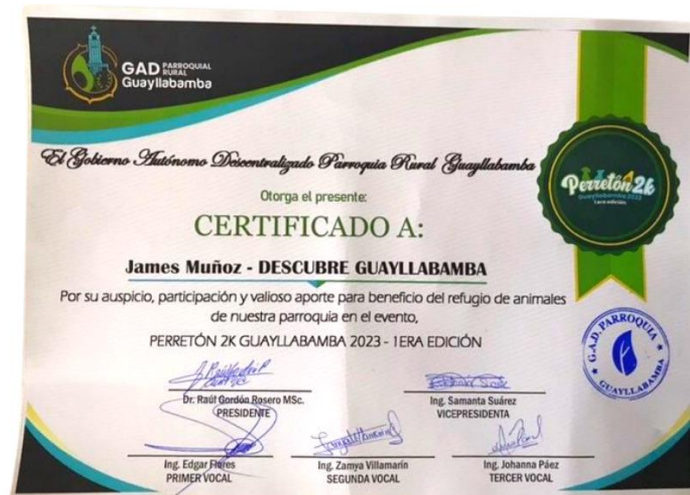 GAD PARROQUIAL RURAL
Guayllabamba
El Gobierno Autónomo Descentralizado Parroquia Rural Guayllabamba
Otorga el presente:
CERTIFICADO A:
James Muñoz - DESCUBRE GUAYLLABAMBA
Por su auspicio, participación y valioso aporte para beneficio del refugio de animales
de nuestra parroquia en el evento,
PERRETÓN 2K GUAYLLABAMBA 2023 - 1ERA EDICIÓN
Perretón 2k
Guayllabamba 2023
1era edición
G.A.D. PARROQUIA
GUAYLLABAMBA
Dr. Raúl Gordón Rosero MSc.
PRESIDENTE
Ing. Samanta Suárez
VICEPRESIDENTA
Ing. Edgar Flores
PRIMER VOCAL
Ing. Zamya Villamarín
SEGUNDA VOCAL
Ing. Johanna Páez
TERCER VOCAL